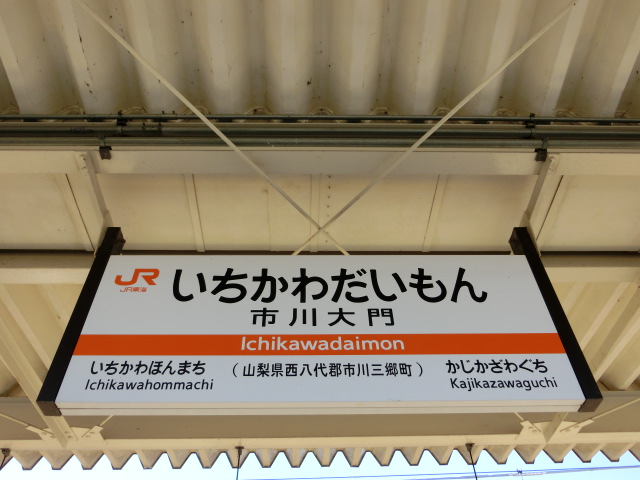 JR
JR東海
いちかわだいもん
市川大門
Ichikawadaimon
いちかわほんまち
Ichikawahommachi
(山梨県西八代郡市川三郷町)
かじかざわぐち
Kajikazawaguchi